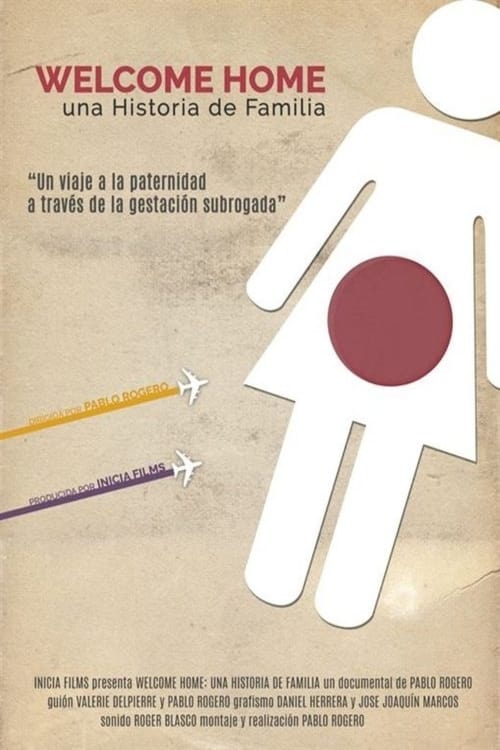 WELCOME HOME
una Historia de Familia
“Un viaje a la paternidad
a través de la gestación subrogada”
DIRIGIDA POR PABLO ROGERO
PRODUCIDA POR INICIA FILMS
INICIA FILMS presenta WELCOME HOME: UNA HISTORIA DE FAMILIA un documental de PABLO ROGERO
guión VALERIE DELPIERRE y PABLO ROGERO grafismo DANIEL HERRERA y JOSE JOAQUÍN MARCOS
sonido ROGER BLASCO montaje y realización PABLO ROGERO